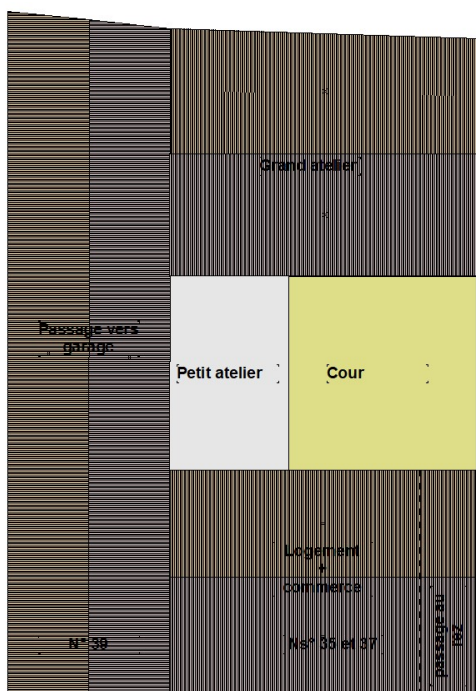 Grand atelier
Passage vers
garage
Petit atelier
Cour
Logement
+
commerce
N° 39
Ns° 35 et 37
passage au
rez